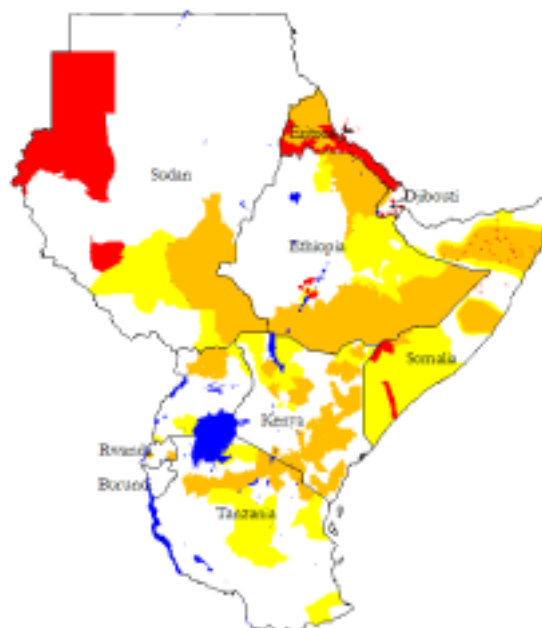 Eritrea
Sudan
Djibouti
Ethiopia
Somalia
Kenya
Rwanda
Burundi
Tanzania